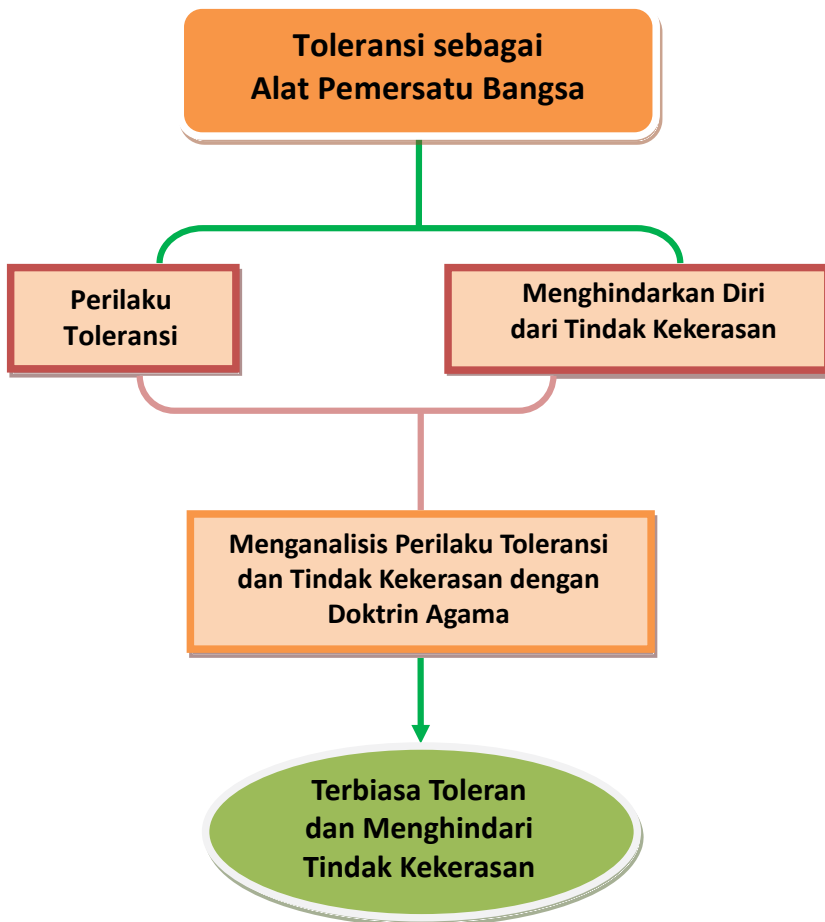 Toleransi sebagai
Alat Pemersatu Bangsa
Perilaku
Toleransi
Menghindarkan Diri
dari Tindak Kekerasan
Menganalisis Perilaku Toleransi
dan Tindak Kekerasan dengan
Doktrin Agama
Terbiasa Toleran
dan Menghindari
Tindak Kekerasan